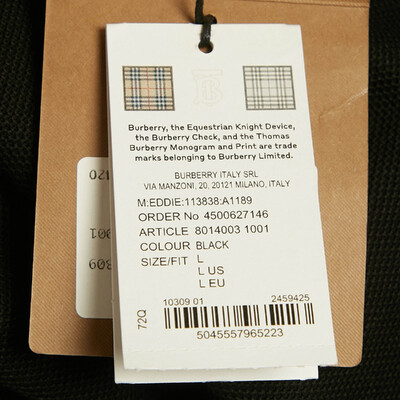 Burberry, the Equestrian Knight Device,
the Burberry Check, and the Thomas
Burberry Monogram and Print are trade
marks belonging to Burberry Limited.
BURBERRY ITALY SRL
VIA MANZONI, 20, 20121 MILANO, ITALY
M:EDDIE:113838:A1189
ORDER No 4500627146
ARTICLE 8014003 1001
COLOUR BLACK
SIZE/FIT L
L US
L EU
10309 01 2459425
72Q
5045557965223